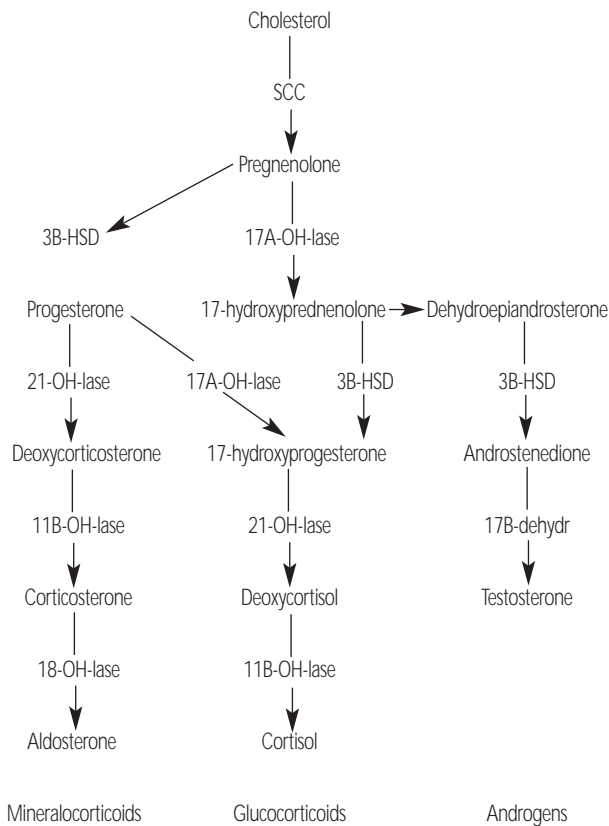 Cholesterol
SCC
Pregnenolone
3B-HSD 17A-OH-lase
Progesterone 17-hydroxyprednenolone Dehydroepiandrosterone
21-OH-lase 17A-OH-lase 3B-HSD 3B-HSD
Deoxycorticosterone 17-hydroxyprogesterone Androstenedione
11B-OH-lase 21-OH-lase 17B-dehydr
Corticosterone Deoxycortisol Testosterone
18-OH-lase 11B-OH-lase
Aldosterone Cortisol
Mineralocorticoids Glucocorticoids Androgens